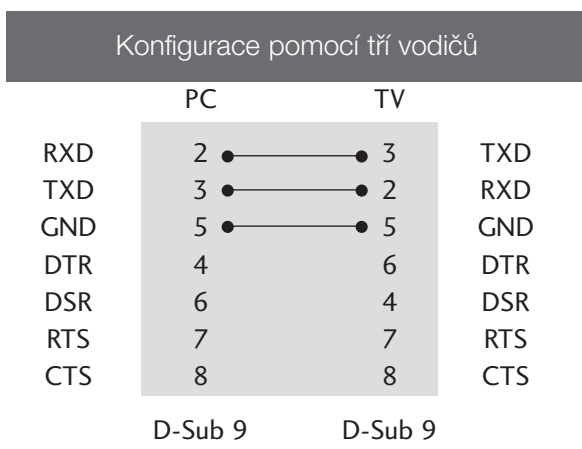 Konfigurace pomocí tří vodičů
PC TV
RXD 2 3 TXD
TXD 3 2 RXD
GND 5 5 GND
DTR 4 6 DTR
DSR 6 4 DSR
RTS 7 7 RTS
CTS 8 8 CTS
D-Sub 9 D-Sub 9